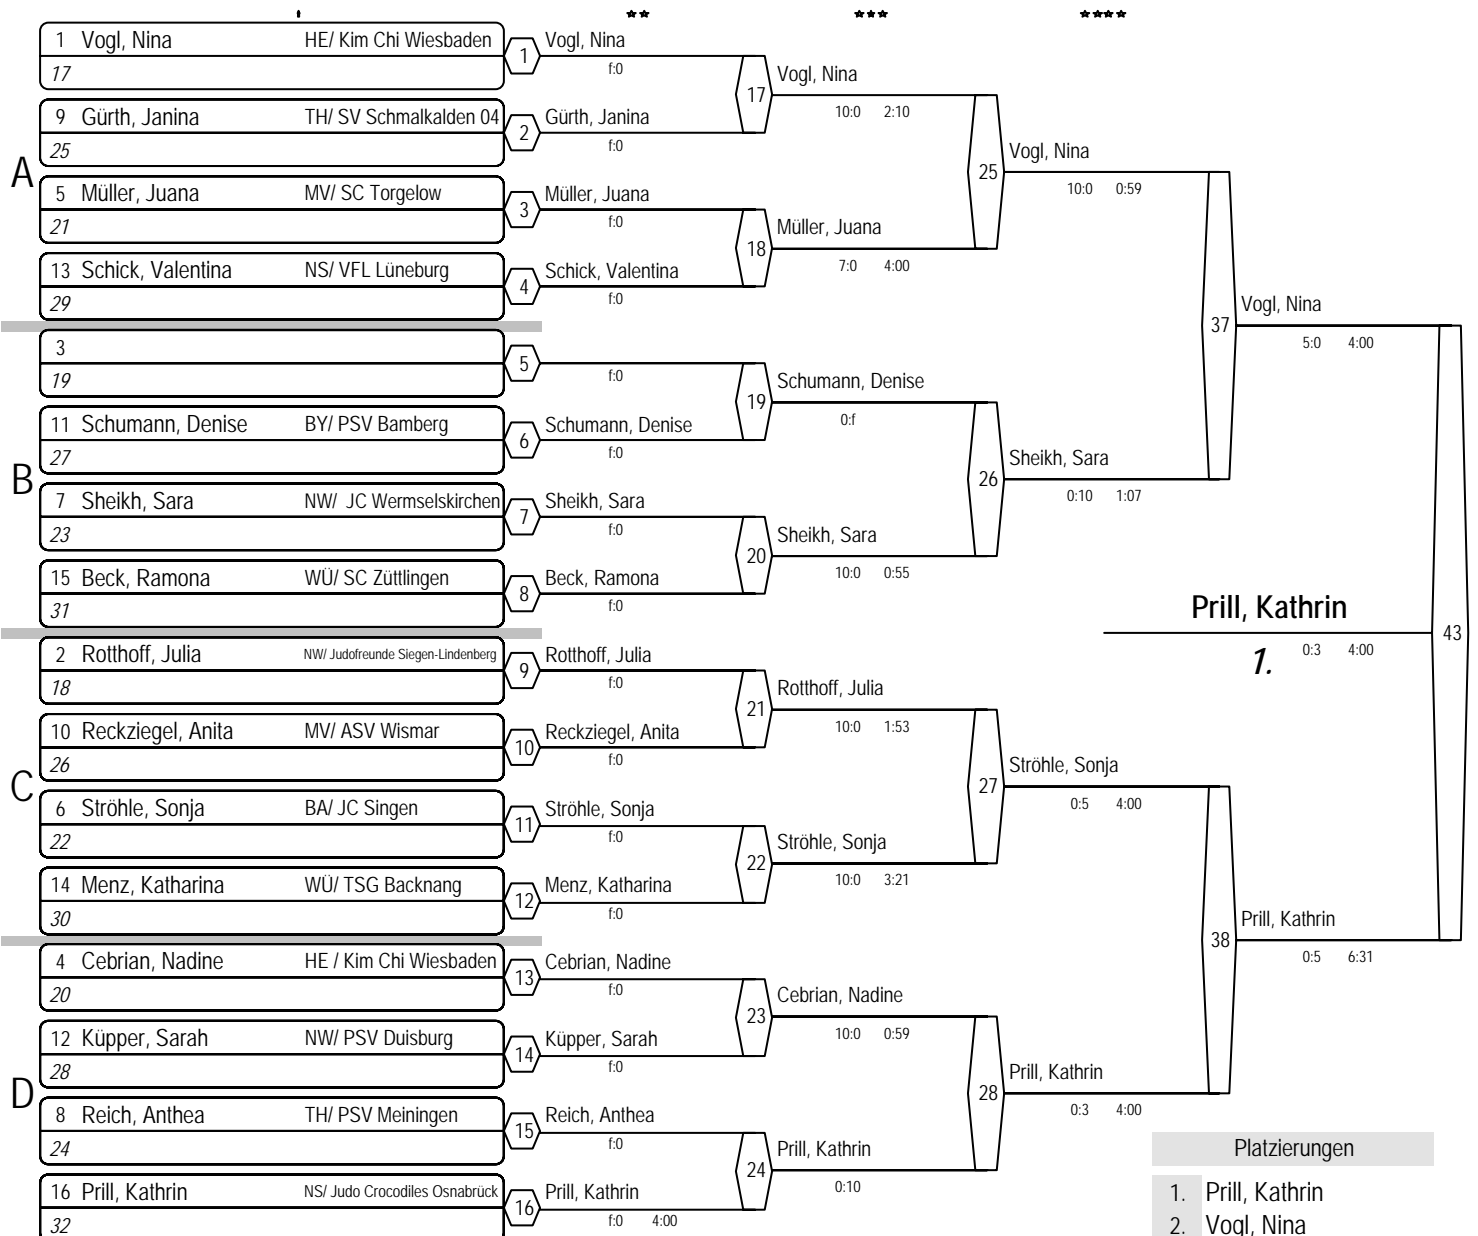 1 Vogl, Nina HE/ Kim Chi Wiesbaden
17
9 Gürth, Janina TH/ SV Schmalkalden 04
25
A
5 Müller, Juana MV/ SC Torgelow
21
13 Schick, Valentina NS/ VFL Lüneburg
29
3
19
11 Schumann, Denise BY/ PSV Bamberg
27
B
7 Sheikh, Sara NW/ JC Wermselskirchen
23
15 Beck, Ramona WÜ/ SC Züttlingen
31
2 Rotthoff, Julia NW/ Judofreunde Siegen-Lindenberg
18
10 Reckziegel, Anita MV/ ASV Wismar
26
C
6 Ströhle, Sonja BA/ JC Singen
22
14 Menz, Katharina WÜ/ TSG Backnang
30
4 Cebrian, Nadine HE / Kim Chi Wiesbaden
20
12 Küpper, Sarah NW/ PSV Duisburg
28
D
8 Reich, Anthea TH/ PSV Meiningen
24
16 Prill, Kathrin NS/ Judo Crocodiles Osnabrück
32
1 Vogl, Nina
f:0
2 Gürth, Janina
f:0
3 Müller, Juana
f:0
4 Schick, Valentina
f:0
5
f:0
6 Schumann, Denise
f:0
7 Sheikh, Sara
f:0
8 Beck, Ramona
f:0
9 Rotthoff, Julia
f:0
10 Reckziegel, Anita
f:0
11 Ströhle, Sonja
f:0
12 Menz, Katharina
f:0
13 Cebrian, Nadine
f:0
14 Küpper, Sarah
f:0
15 Reich, Anthea
f:0
16 Prill, Kathrin
f:0 4:00
17 Vogl, Nina
10:0 2:10
18 Müller, Juana
7:0 4:00
19 Schumann, Denise
0:f
20 Sheikh, Sara
10:0 0:55
21 Rotthoff, Julia
10:0 1:53
22 Ströhle, Sonja
10:0 3:21
23 Cebrian, Nadine
10:0 0:59
24 Prill, Kathrin
0:10
25 Vogl, Nina
10:0 0:59
26 Sheikh, Sara
0:10 1:07
27 Ströhle, Sonja
0:5 4:00
28 Prill, Kathrin
0:3 4:00
37 Vogl, Nina
5:0 4:00
38 Prill, Kathrin
0:5 6:31
43
Prill, Kathrin
1. 0:3 4:00
Platzierungen
1. Prill, Kathrin
2. Vogl, Nina